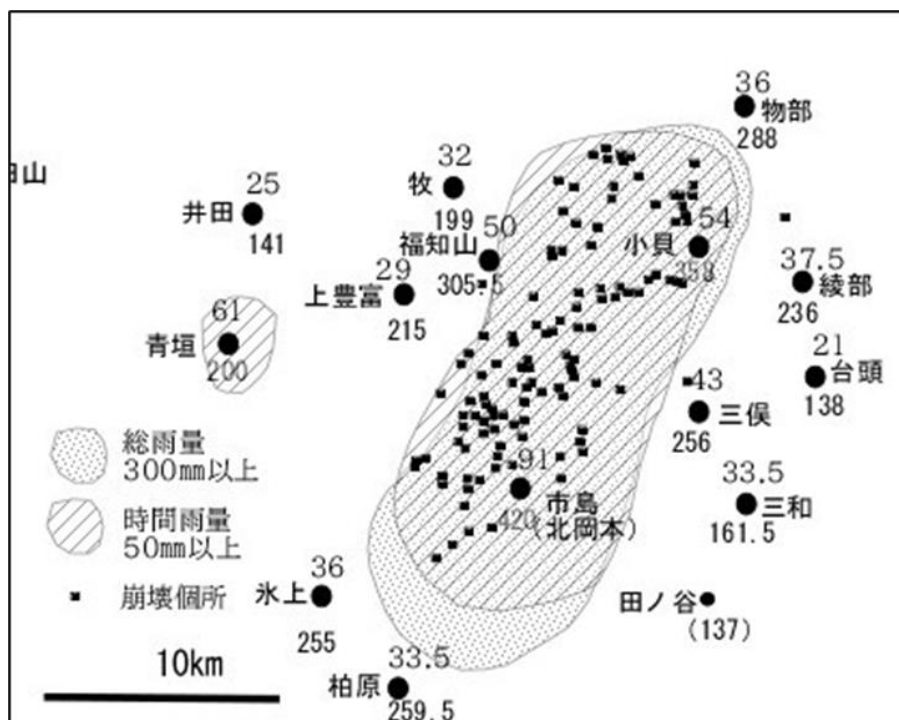 36
物部
288
山
32
牧
199
25
井田
141
50
福知山
305.5
54
小貝
358
29
上豊富
215
37.5
綾部
236
61
青垣
200
21
台頭
138
43
三俣
256
総雨量
300mm以上
91
市島
420(北岡本)
33.5
三和
161.5
時間雨量
50mm以上
崩壊個所
36
氷上
255
田ノ谷
(137)
10km
33.5
柏原
259.5